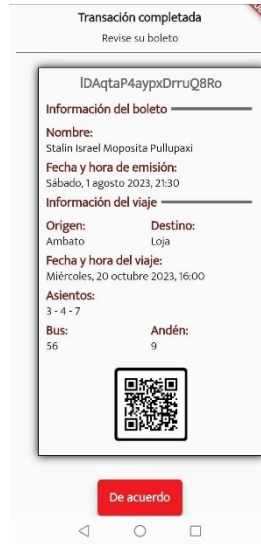 Transación completada
Revise su boleto
lDAqtaP4aypxDrruQ8Ro
Información del boleto
Nombre:
Stalin Israel Moposita Pullupaxi
Fecha y hora de emisión:
Sábado, 1 agosto 2023, 21:30
Información del viaje
Origen: Destino:
Ambato Loja
Fecha y hora del viaje:
Miércoles, 20 octubre 2023, 16:00
Asientos:
3 - 4 - 7
Bus: Andén:
56 9
De acuerdo